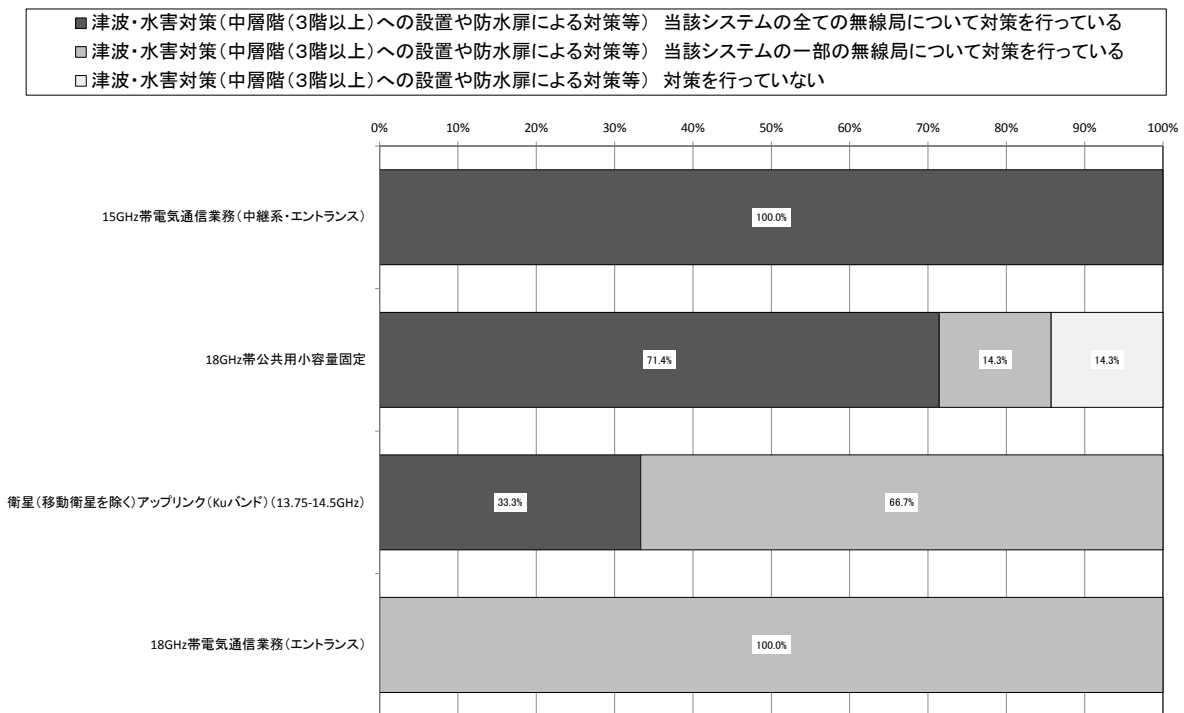 ■津波・水害対策(中層階(3階以上)への設置や防水扉による対策等) 当該システムの全ての無線局について対策を行っている
■津波・水害対策(中層階(3階以上)への設置や防水扉による対策等) 当該システムの一部の無線局について対策を行っている
□津波・水害対策(中層階(3階以上)への設置や防水扉による対策等) 対策を行っていない
0% 10% 20% 30% 40% 50% 60% 70% 80% 90% 100%
15GHz帯電気通信業務(中継系・エントランス)
100.0%
18GHz帯公共用小容量固定
71.4% 14.3% 14.3%
衛星(移動衛星を除く)アップリンク(Kuバンド)(13.75-14.5GHz)
33.3% 66.7%
18GHz帯電気通信業務(エントランス)
100.0%